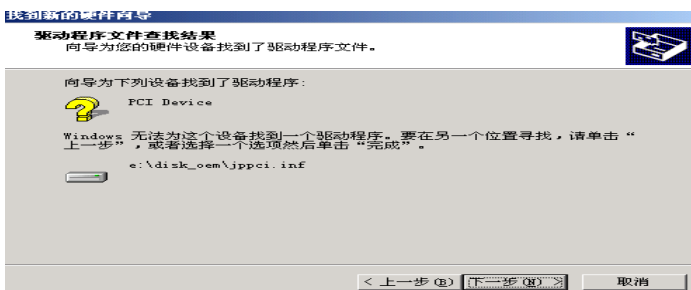 找到新的硬件向导
驱动程序文件查找结果
向导为您的硬件设备找到了驱动程序文件。
向导为下列设备找到了驱动程序:
PCI Device
Windows 无法为这个设备找到一个驱动程序。要在另一个位置寻找，请单击“
上一步”，或者选择一个选项然后单击“完成”。
e:\disk_oem\jppci.inf
< 上一步(B) 下一步(N) > 取消